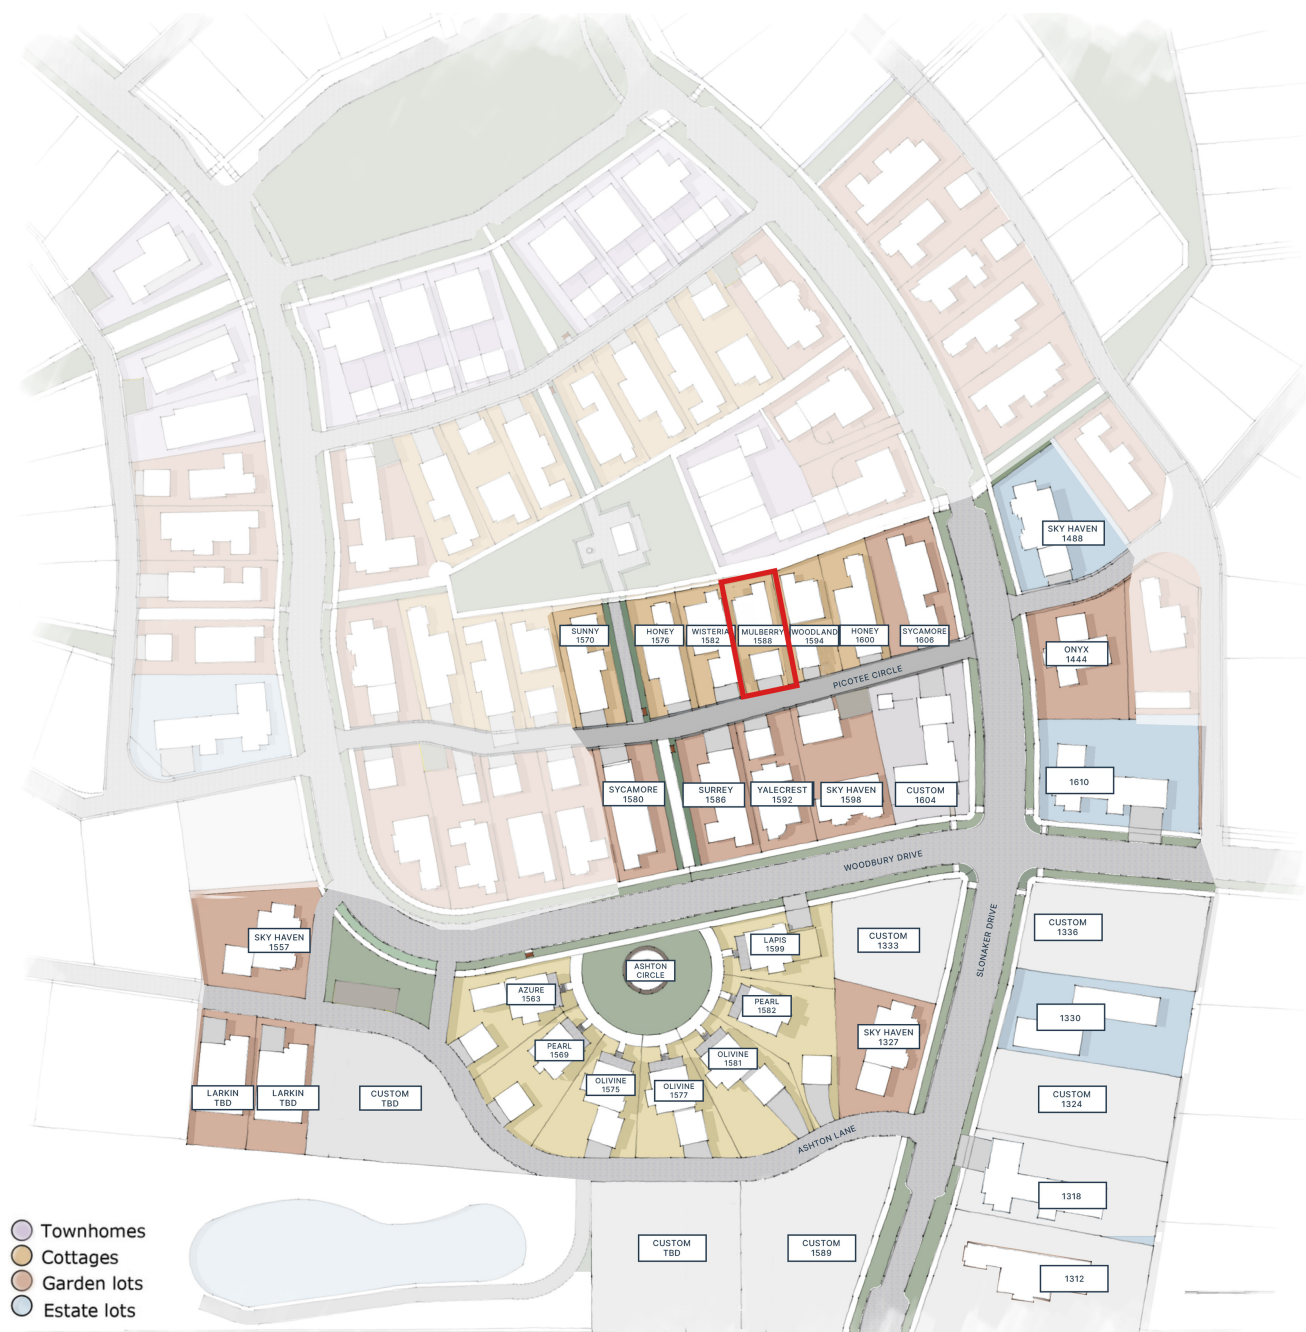 SKY HAVEN
1488
SUNNY
1570
HONEY
1576
WISTERIA
1582
MULBERRY
1588
WOODLAND
1594
HONEY
1600
SYCAMORE
1606
ONYX
1444
PICOTEE CIRCLE
SYCAMORE
1580
SURREY
1586
YALECREST
1592
SKY HAVEN
1598
CUSTOM
1604
1610
WOODBURY DRIVE
SKY HAVEN
1557
LAPIS
1599
CUSTOM
1333
SLONAKER DRIVE
CUSTOM
1336
ASHTON
CIRCLE
AZURE
1563
PEARL
1582
1330
SKY HAVEN
1327
PEARL
1569
OLIVINE
1581
OLIVINE
1575
OLIVINE
1577
LARKIN
TBD
LARKIN
TBD
CUSTOM
TBD
CUSTOM
1324
ASHTON LANE
1318
CUSTOM
TBD
CUSTOM
1589
1312
Townhomes
Cottages
Garden lots
Estate lots